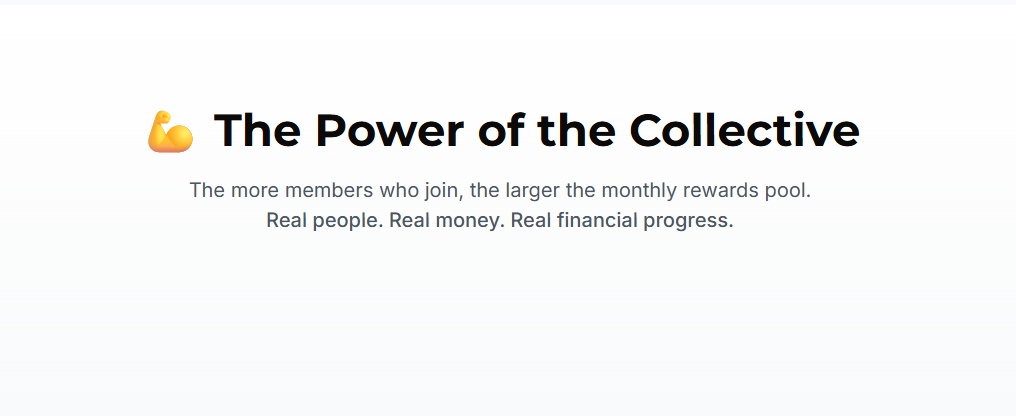 💪 The Power of the Collective
The more members who join, the larger the monthly rewards pool.
Real people. Real money. Real financial progress.